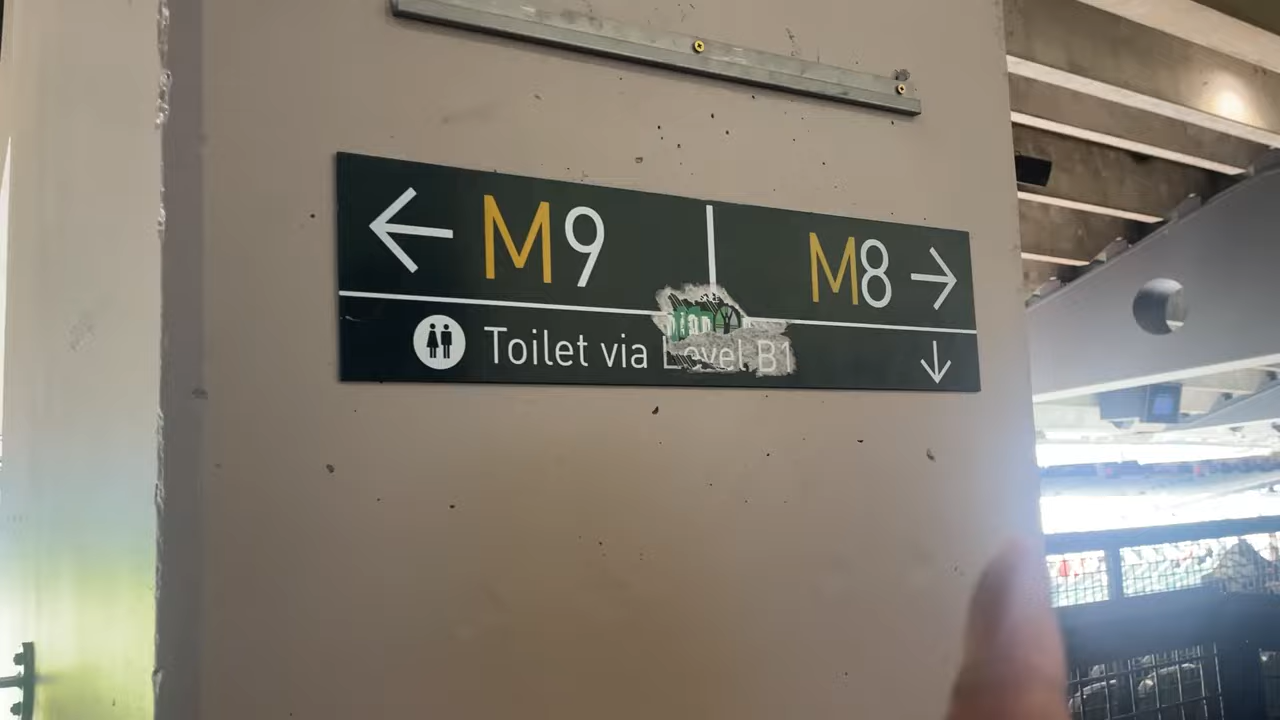 ← M9
M8 →
Toilet via Level B1 ↓